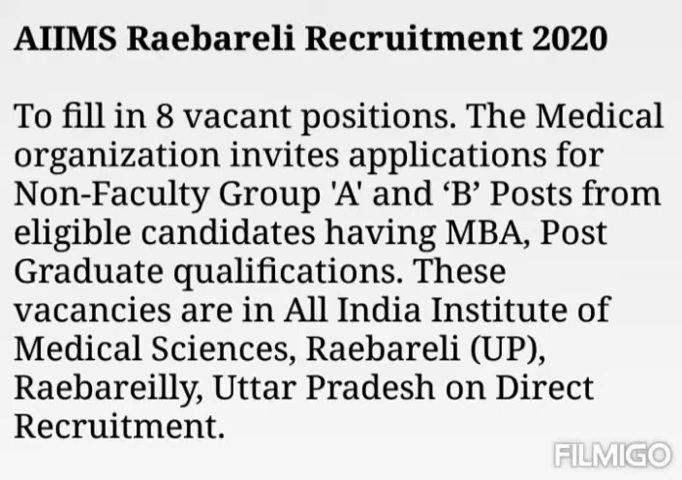 AIIMS Raebareli Recruitment 2020
To fill in 8 vacant positions. The Medical
organization invites applications for
Non-Faculty Group 'A' and ‘B’ Posts from
eligible candidates having MBA, Post
Graduate qualifications. These
vacancies are in All India Institute of
Medical Sciences, Raebareli (UP),
Raebareilly, Uttar Pradesh on Direct
Recruitment.
FILMIGO